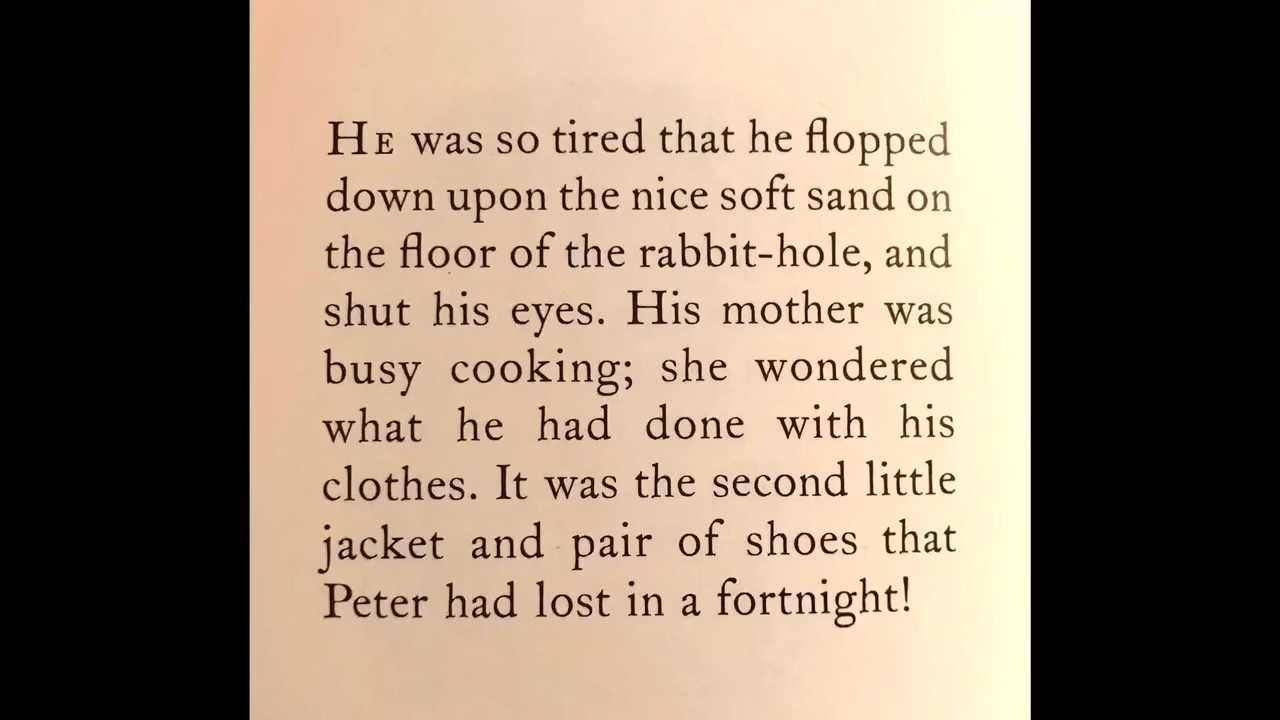 HE was so tired that he flopped
down upon the nice soft sand on
the floor of the rabbit-hole, and
shut his eyes. His mother was
busy cooking; she wondered
what he had done with his
clothes. It was the second little
jacket and pair of shoes that
Peter had lost in a fortnight!